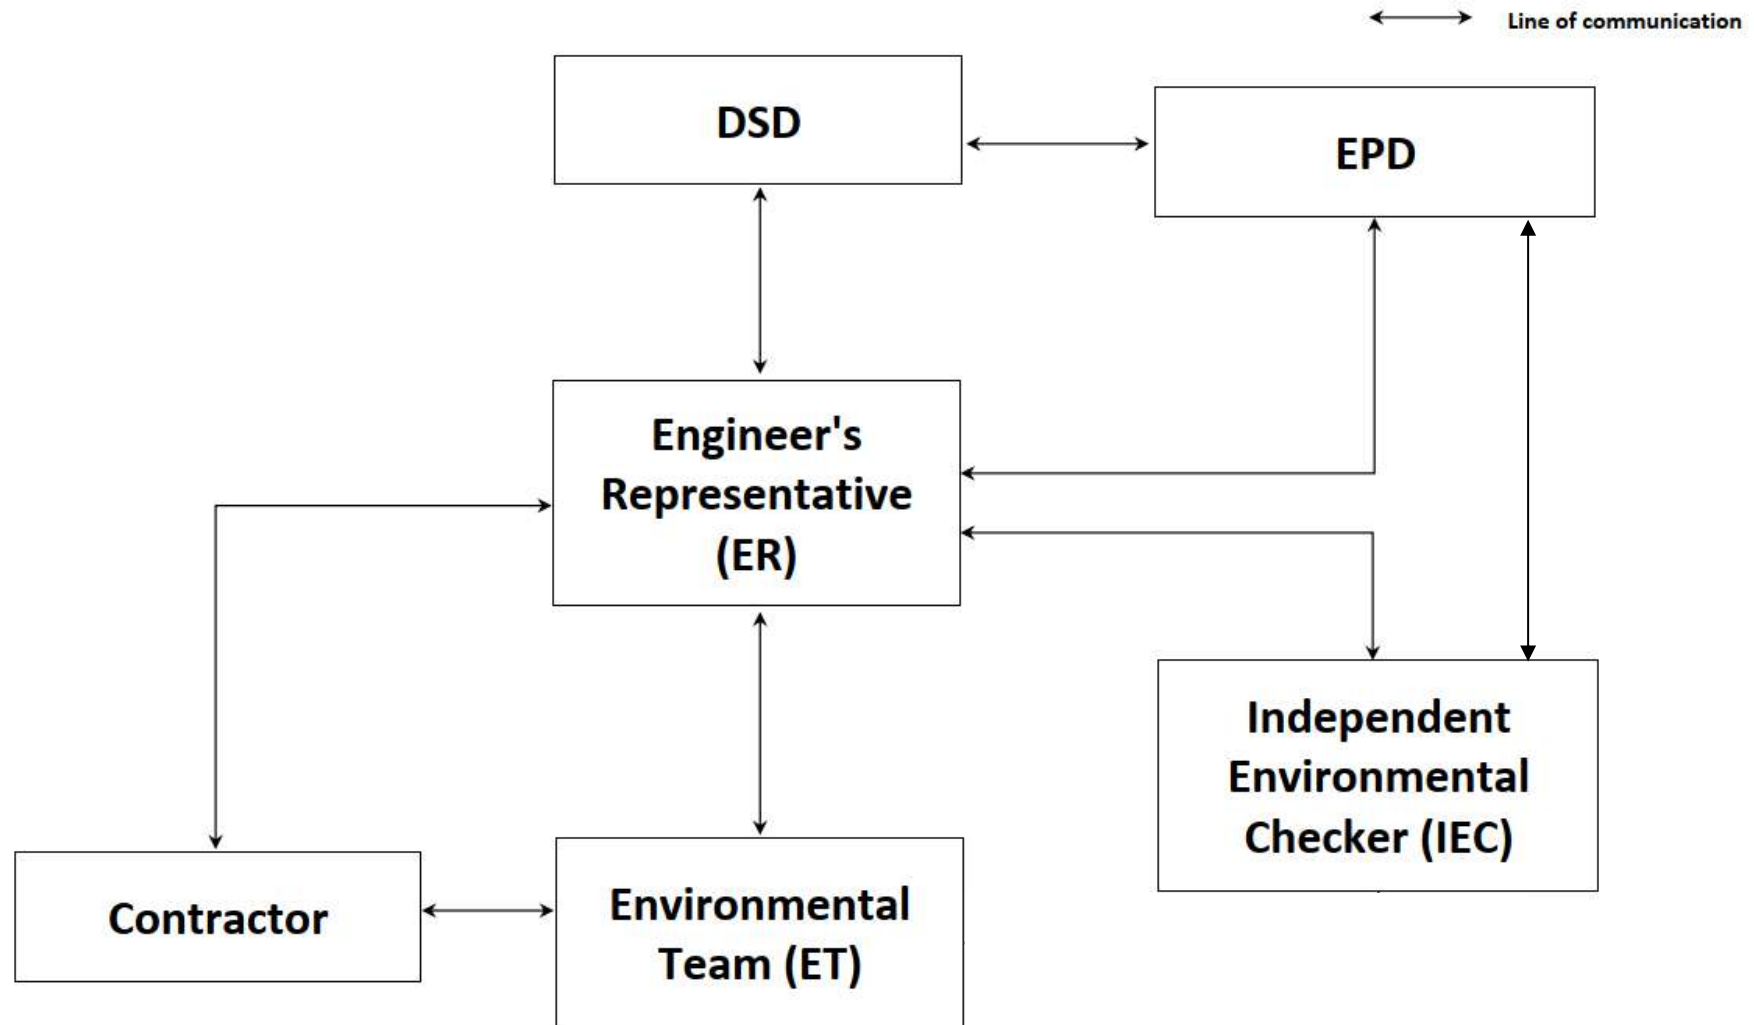 Line of communication
DSD
EPD
Engineer's
Representative
(ER)
Independent
Environmental
Checker (IEC)
Contractor
Environmental
Team (ET)